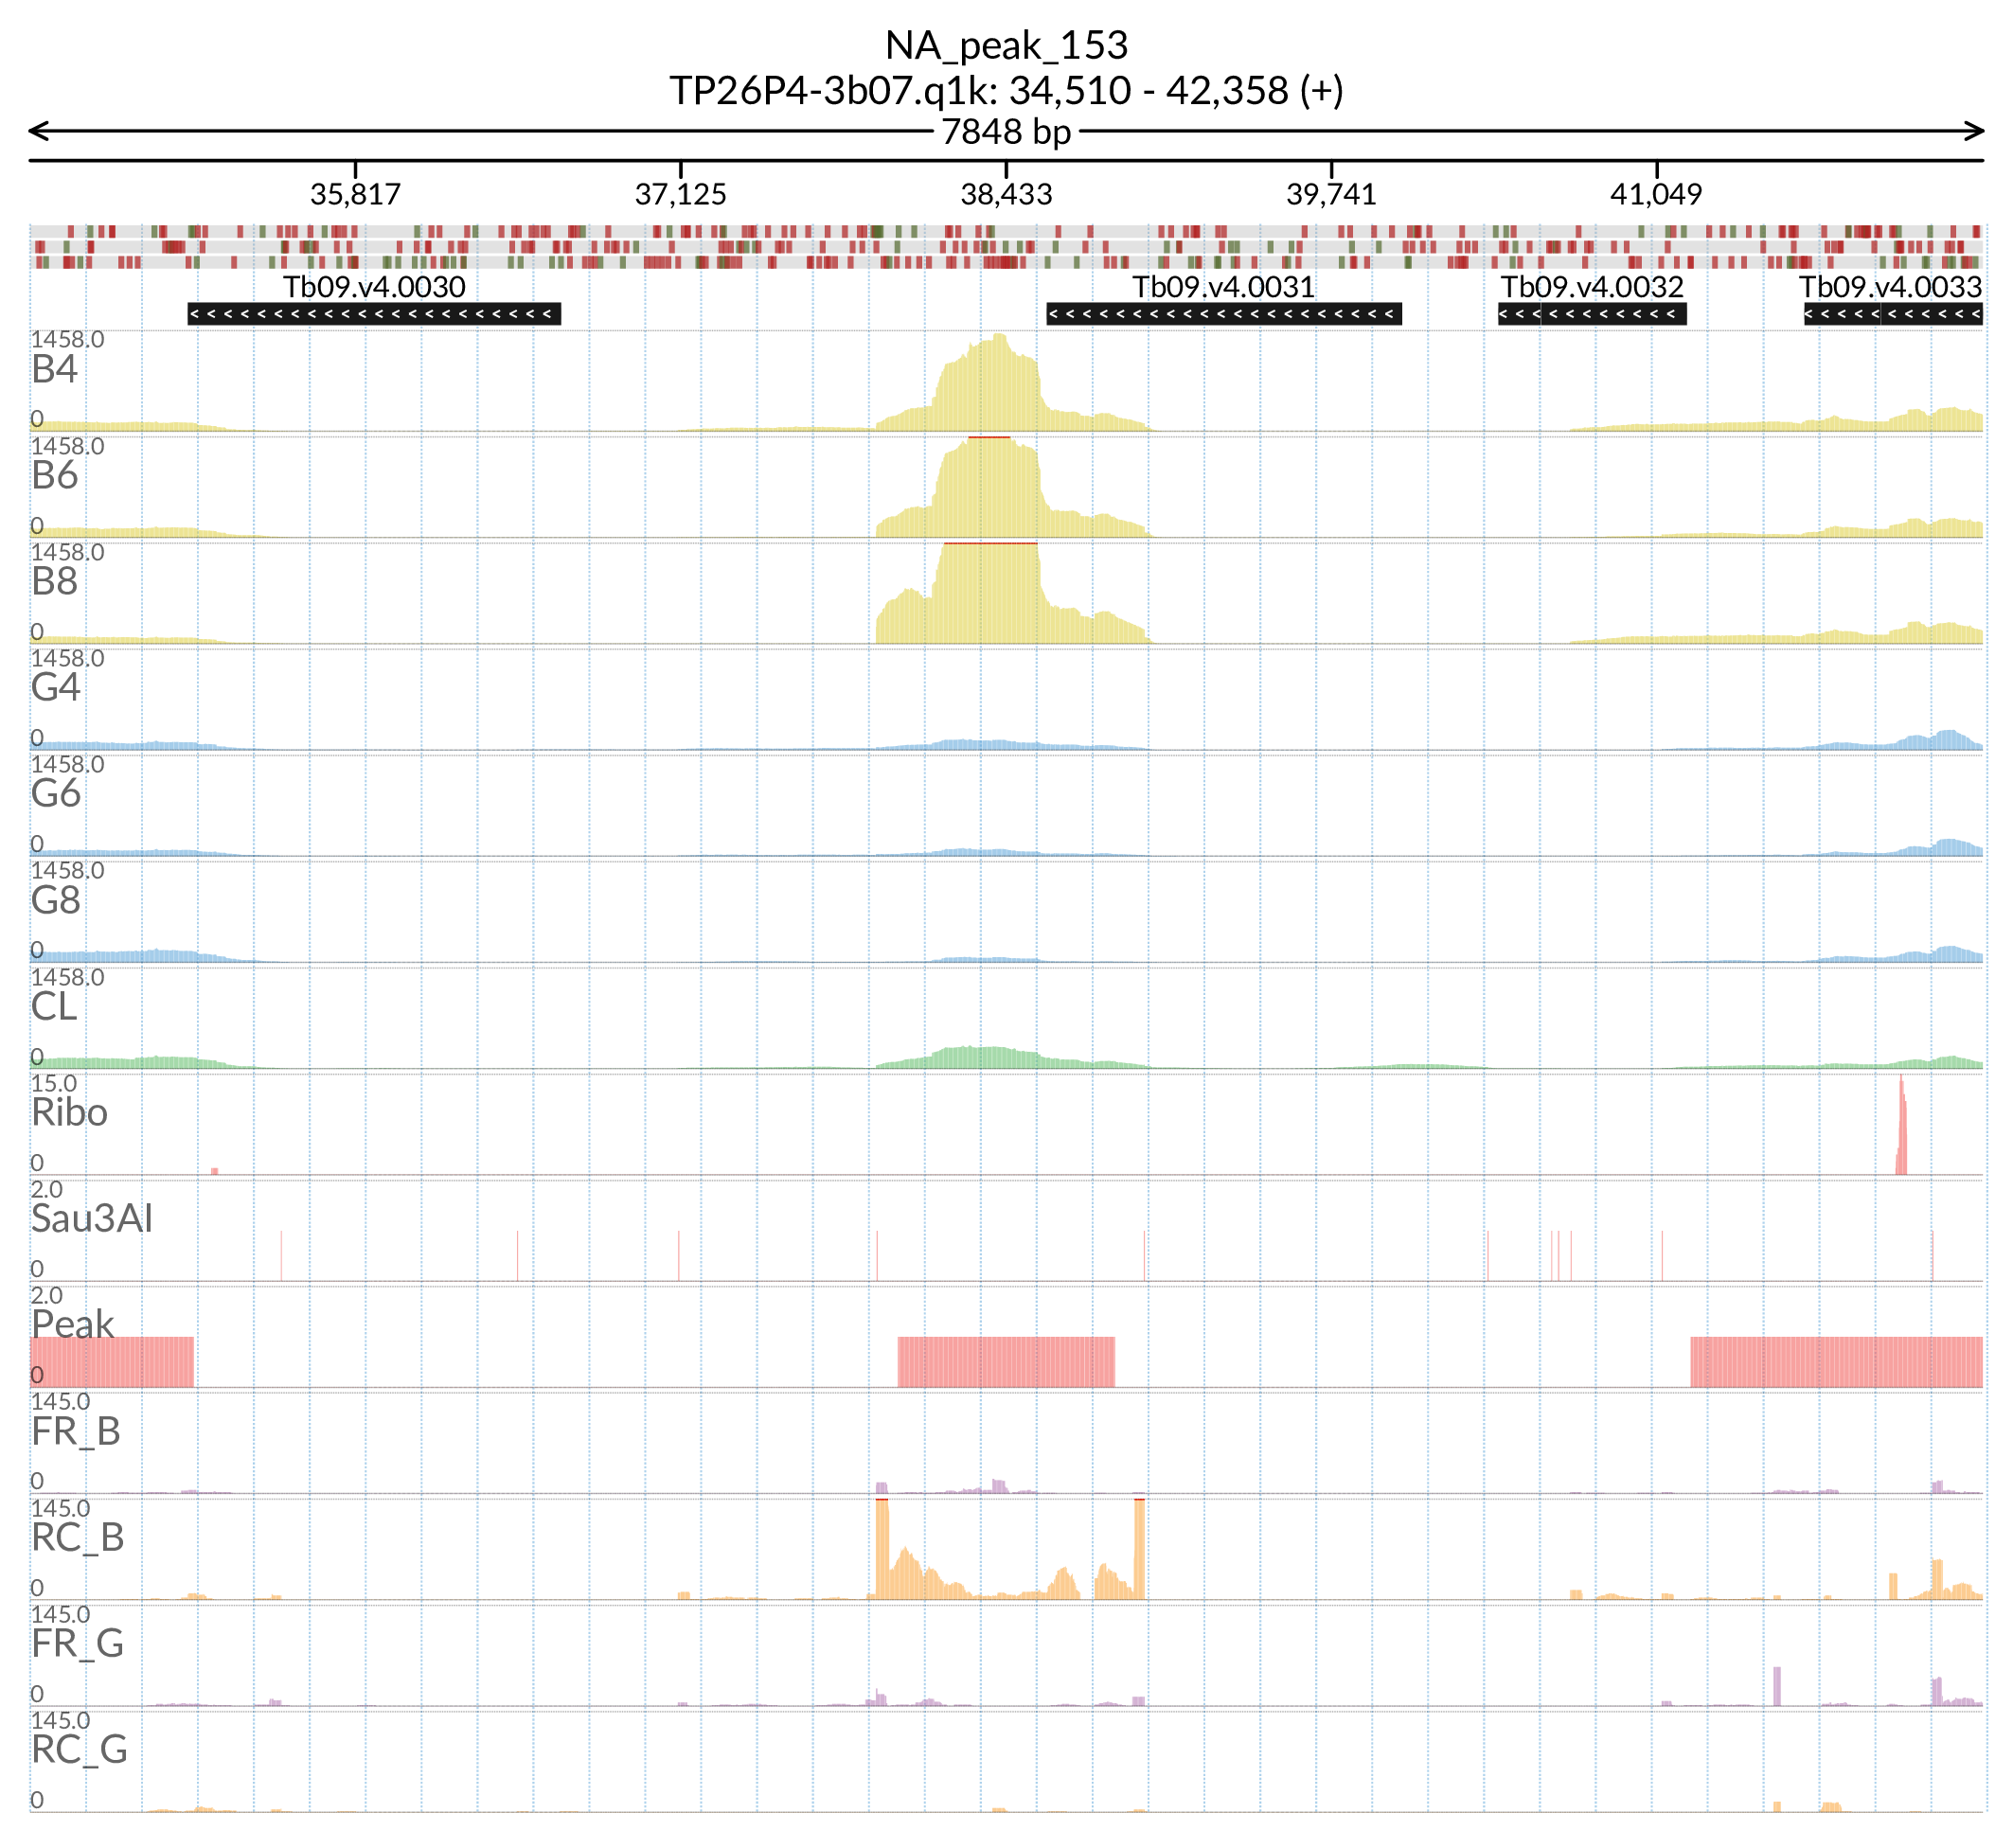 NA_peak_153
TP26P4-3b07.q1k: 34,510 - 42,358 (+)
7848 bp
35,817 37,125 38,433 39,741 41,049
Tb09.v4.0030 Tb09.v4.0031 Tb09.v4.0032 Tb09.v4.0033
1458.0
B4
0
1458.0
B6
0
1458.0
B8
0
1458.0
G4
0
1458.0
G6
0
1458.0
G8
0
1458.0
CL
0
15.0
Ribo
0
2.0
Sau3AI
0
2.0
Peak
0
145.0
FR_B
0
145.0
RC_B
0
145.0
FR_G
0
145.0
RC_G
0